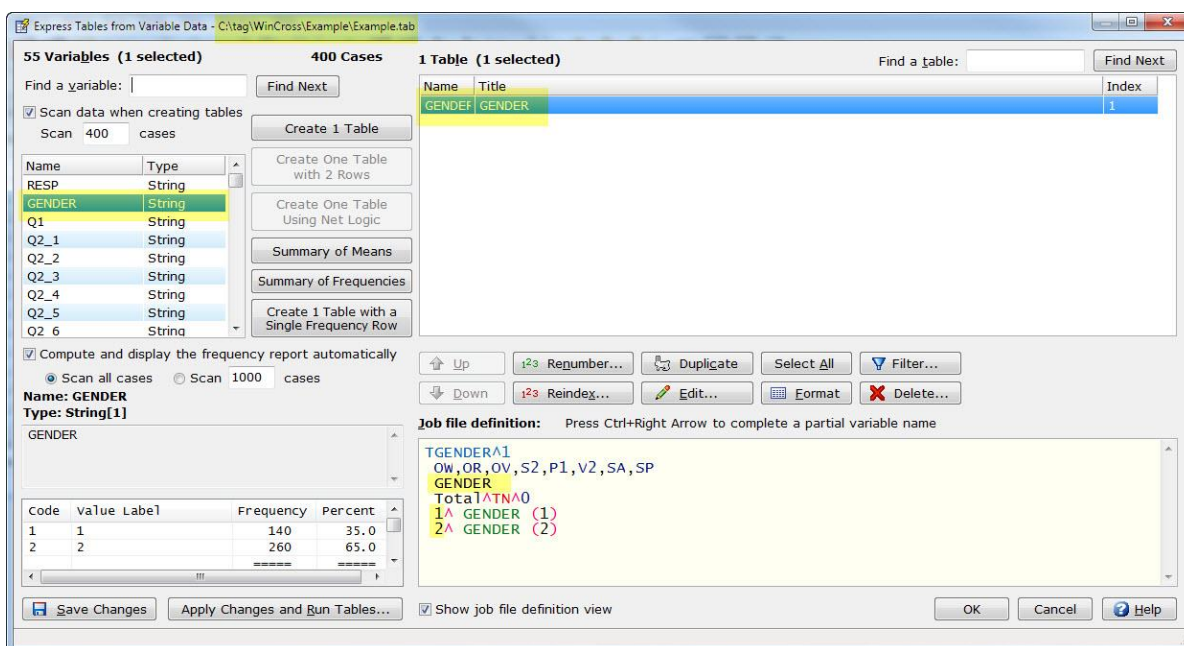 Express Tables from Variable Data - C:\tag\WinCross\Example\Example.tab
55 Variables (1 selected) 400 Cases
Find a variable: Find Next
Scan data when creating tables
Scan 400 cases
Create 1 Table
Create One Table
with 2 Rows
Create One Table
Using Net Logic
Summary of Means
Summary of Frequencies
Create 1 Table with a
Single Frequency Row
Name Type
RESP String
GENDER String
Q1 String
Q2_1 String
Q2_2 String
Q2_3 String
Q2_4 String
Q2_5 String
Q2 6 String
Compute and display the frequency report automatically
Scan all cases Scan 1000 cases
Name: GENDER
Type: String[1]
GENDER
Code Value Label Frequency Percent
1 1 140 35.0
2 2 260 65.0
===== =====
Save Changes Apply Changes and Run Tables...
1 Table (1 selected) Find a table: Find Next
Name Title Index
GENDER GENDER 1
Up 123 Renumber... Duplicate Select All Filter...
Down 123 Reindex... Edit... Format Delete...
Job file definition: Press Ctrl+Right Arrow to complete a partial variable name
TGENDER^1
OW,OR,OV,S2,P1,V2,SA,SP
GENDER
Total^TN^0
1^ GENDER (1)
2^ GENDER (2)
Show job file definition view OK Cancel Help